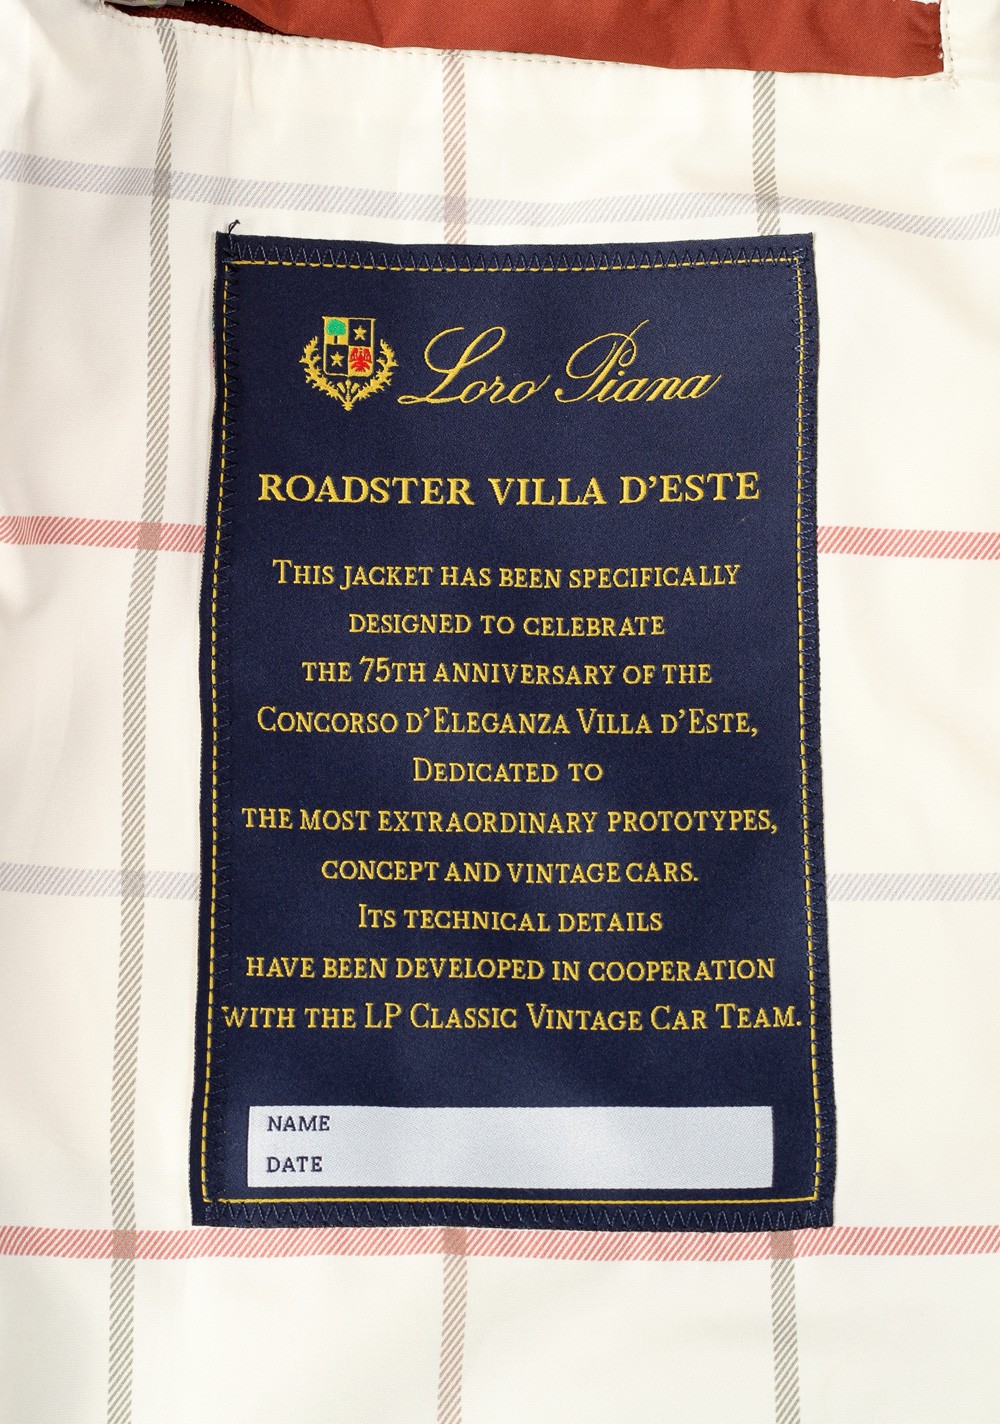 Loro Piana
ROADSTER VILLA D'ESTE
THIS JACKET HAS BEEN SPECIFICALLY
DESIGNED TO CELEBRATE
THE 75TH ANNIVERSARY OF THE
CONCORSO D'ELEGANZA VILLA D'ESTE,
DEDICATED TO
THE MOST EXTRAORDINARY PROTOTYPES,
CONCEPT AND VINTAGE CARS.
ITS TECHNICAL DETAILS
HAVE BEEN DEVELOPED IN COOPERATION
WITH THE LP CLASSIC VINTAGE CAR TEAM.
NAME
DATE